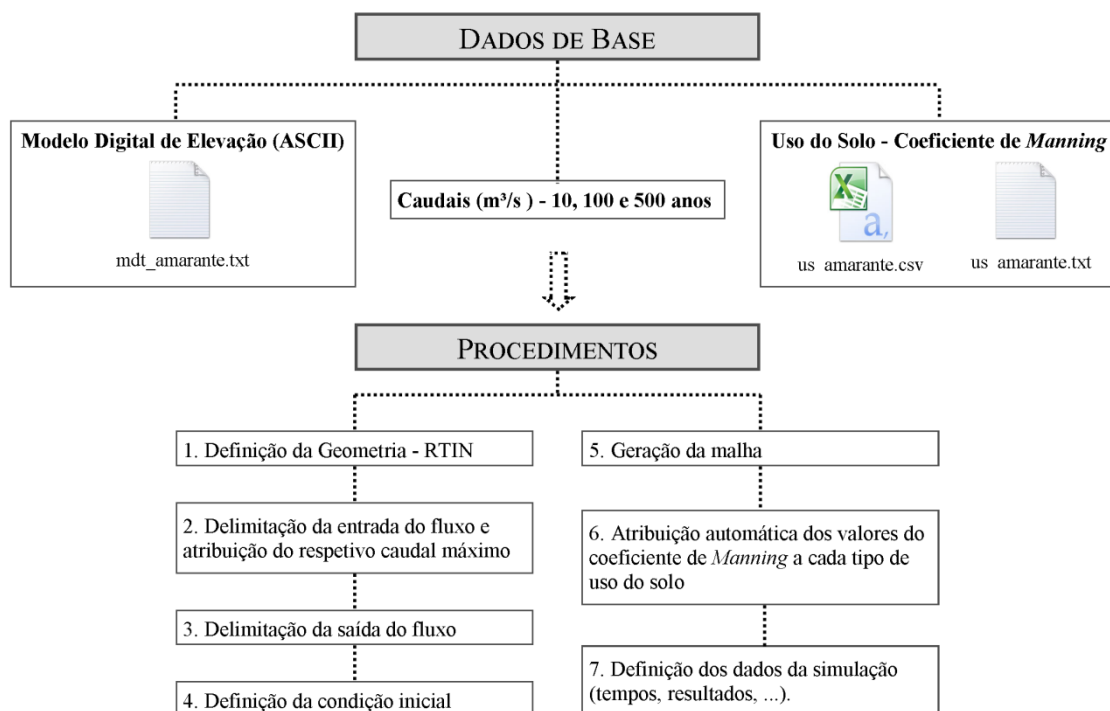 DADOS DE BASE
Modelo Digital de Elevação (ASCII)
mdt_amarante.txt
Caudais (m³/s ) - 10, 100 e 500 anos
Uso do Solo - Coeficiente de Manning
X
a,
us amarante.csv
us amarante.txt
PROCEDIMENTOS
1. Definição da Geometria - RTIN
2. Delimitação da entrada do fluxo e
atribuição do respetivo caudal máximo
3. Delimitação da saída do fluxo
4. Definição da condição inicial
5. Geração da malha
6. Atribuição automática dos valores do
coeficiente de Manning a cada tipo de
uso do solo
7. Definição dos dados da simulação
(tempos, resultados, ...).